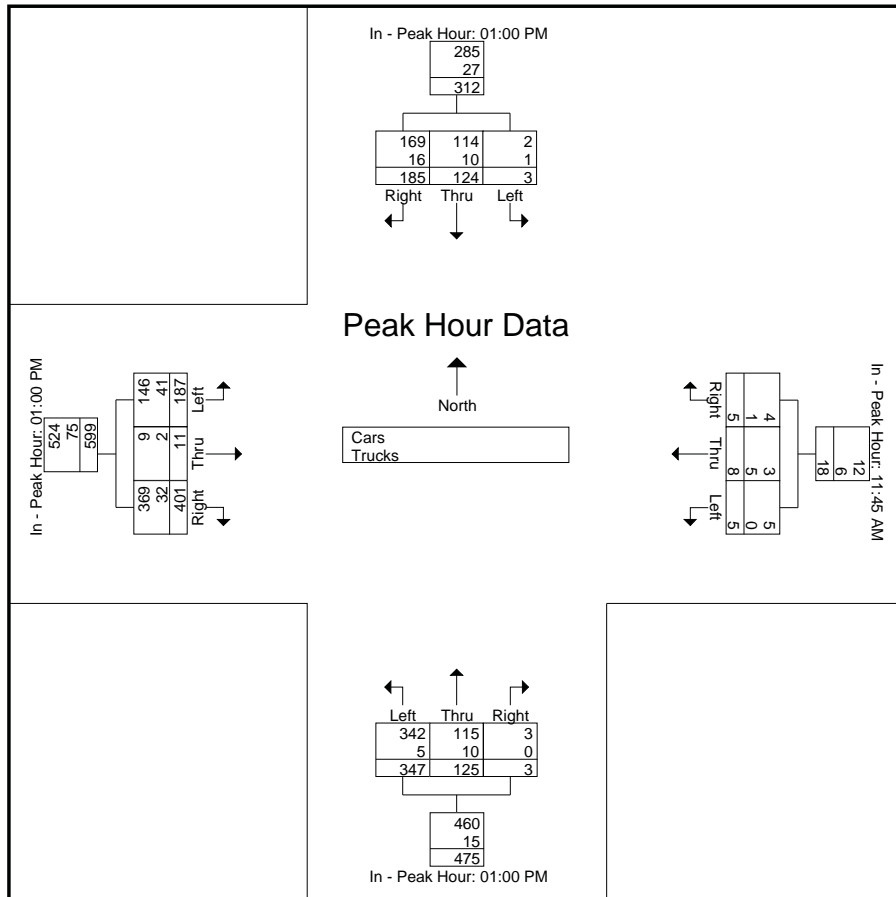 In - Peak Hour: 01:00 PM
285
27
312
169 114 2
16 10 1
185 124 3
Right Thru Left
Peak Hour Data
North
Cars
Trucks
In - Peak Hour: 01:00 PM
524
75
599
146 9 369
41 2 32
187 11 401
Left Thru Right
In - Peak Hour: 11:45 AM
12
6
18
4 3 5
1 5 0
5 8 5
Right Thru Left
Left Thru Right
342 115 3
5 10 0
347 125 3
460
15
475
In - Peak Hour: 01:00 PM